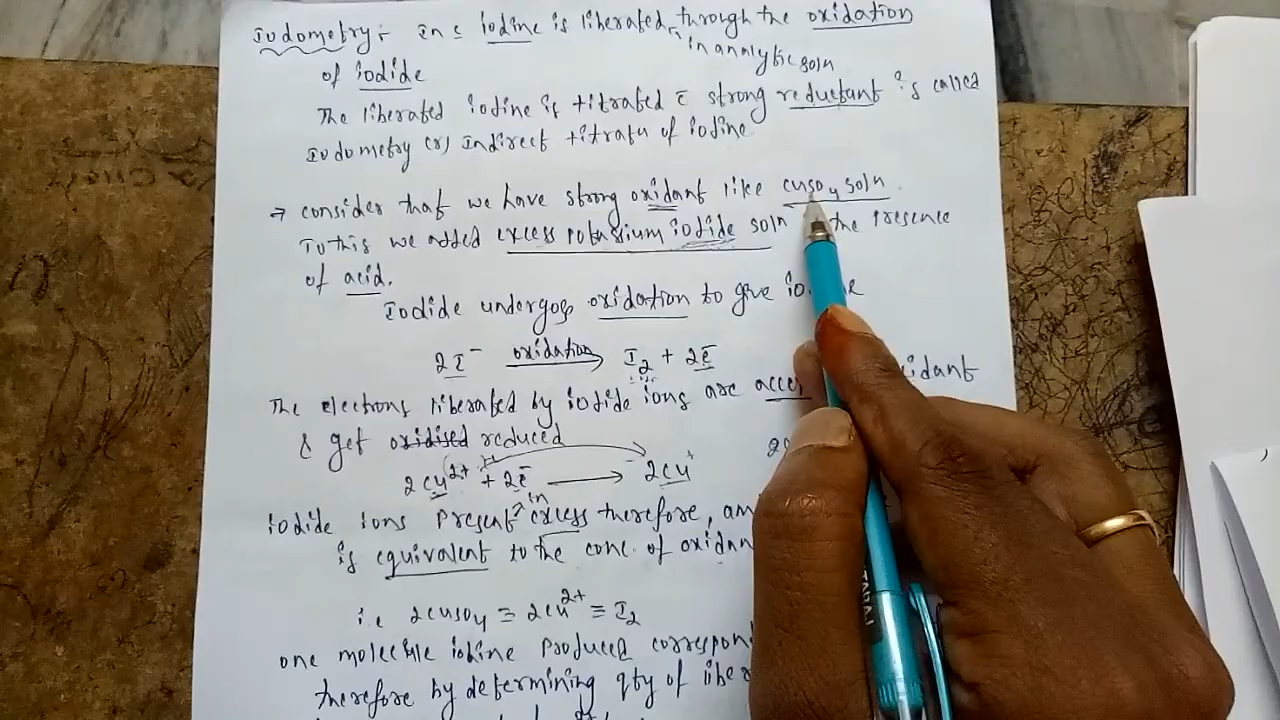 Iodometry :- In c iodine is liberated through the oxidation
in analytic soln
of iodide
The liberated iodine is titrated c̄ strong reductant is called
Iodometry (or) Indirect titratn of iodine
→ consider that we have strong oxidant like CuSO4 soln.
To this we added excess potassium iodide soln the presence
of acid.
Iodide undergoes oxidation to give
2I⁻ oxidation → I2 + 2ē
The electrons liberated by iodide ions are
& get oxidised reduced
2Cu²⁺ + 2ē → 2Cu⁺
iodide ions present in excess therefore,
is equivalent to the conc. of
i.e 2CuSO4 ≡ 2Cu²⁺ ≡ I2
one molecule iodine produced
therefore by determining qty of